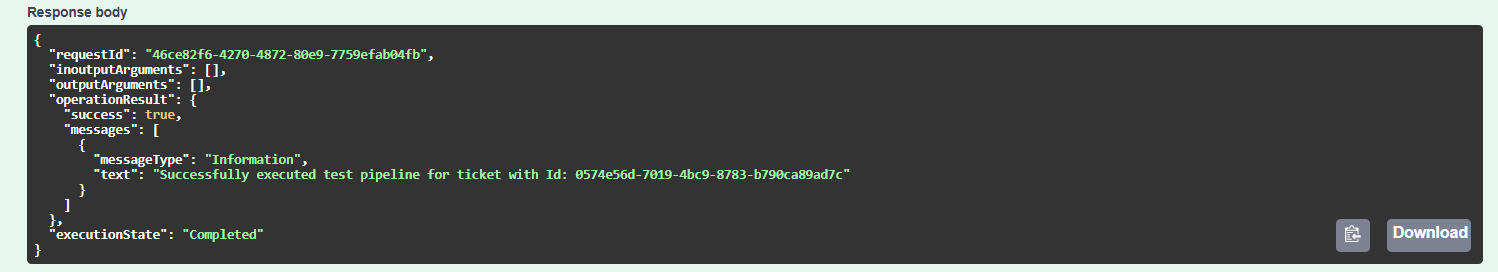 Response body
{
  "requestId": "46ce82f6-4270-4872-80e9-7759efab04fb",
  "inoutputArguments": [],
  "outputArguments": [],
  "operationResult": {
    "success": true,
    "messages": [
      {
        "messageType": "Information",
        "text": "Successfully executed test pipeline for ticket with Id: 0574e56d-7019-4bc9-8783-b790ca89ad7c"
      }
    ]
  },
  "executionState": "Completed"
}
Download